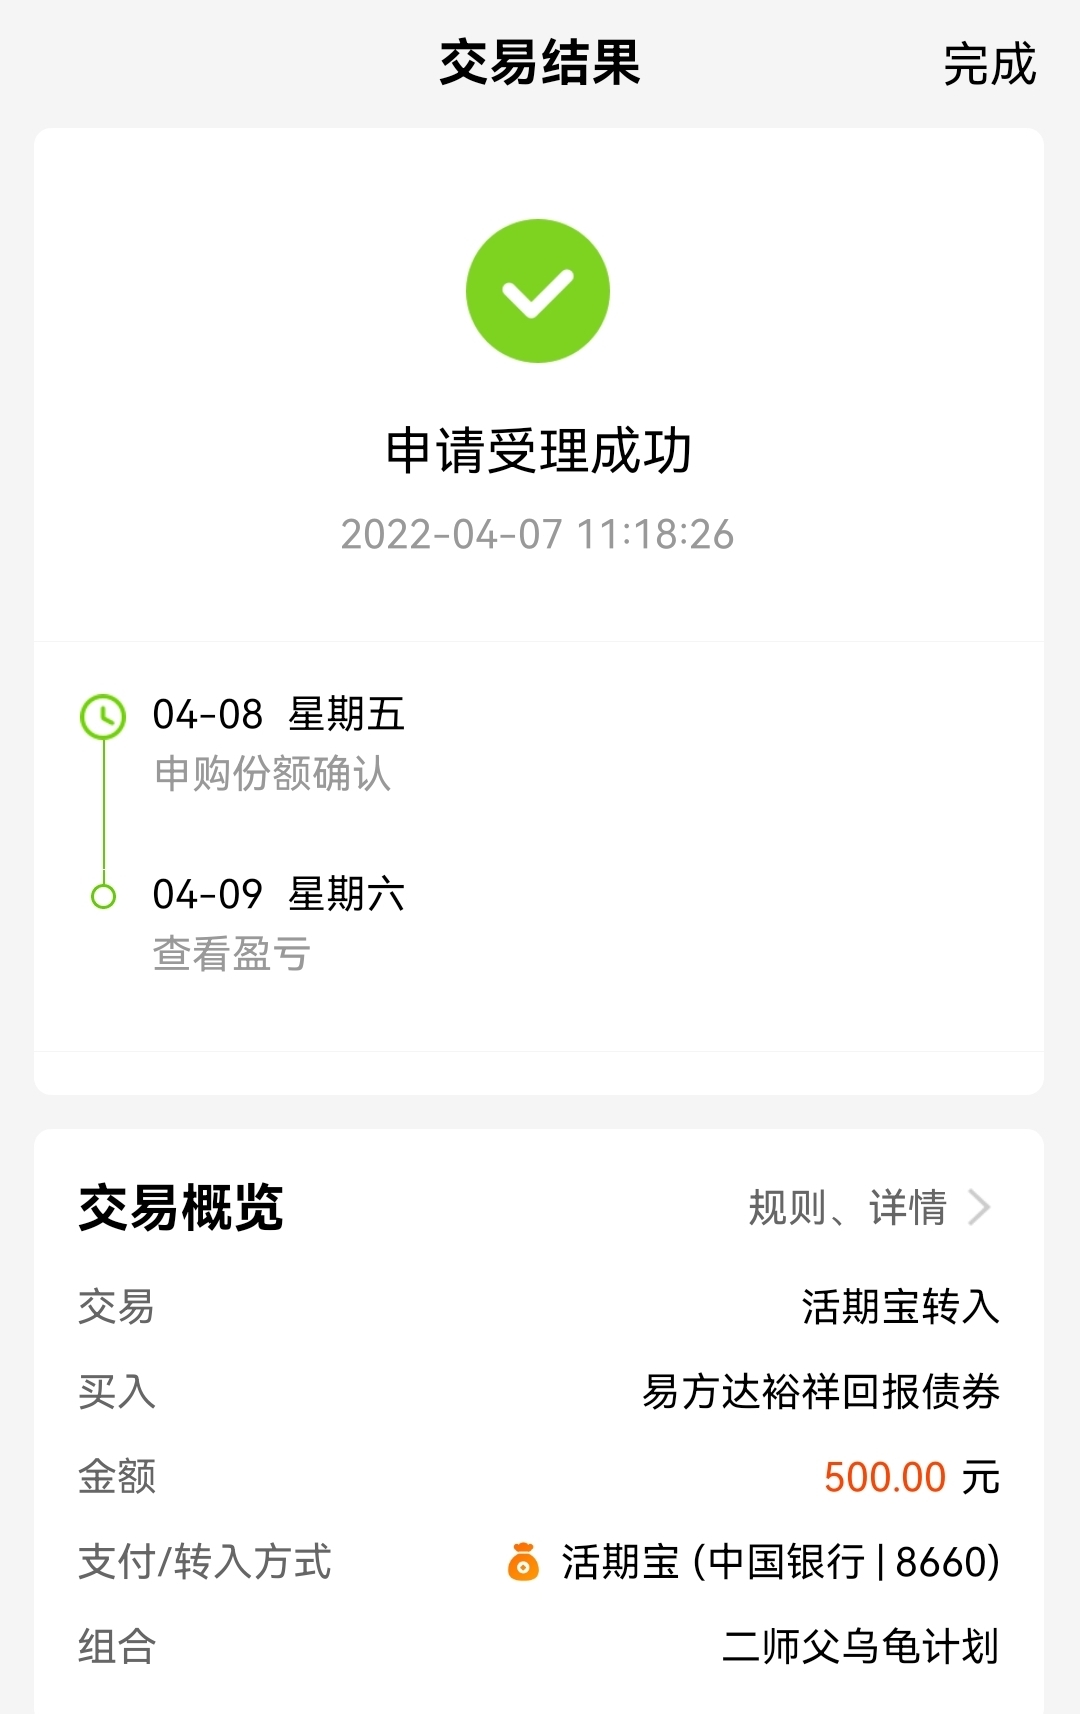 交易结果 完成
申请受理成功
2022-04-07 11:18:26
04-08 星期五
申购份额确认
04-09 星期六
查看盈亏
交易概览 规则、详情
交易 活期宝转入
买入 易方达裕祥回报债券
金额 500.00 元
支付/转入方式 活期宝 (中国银行 | 8660)
组合 二师父乌龟计划